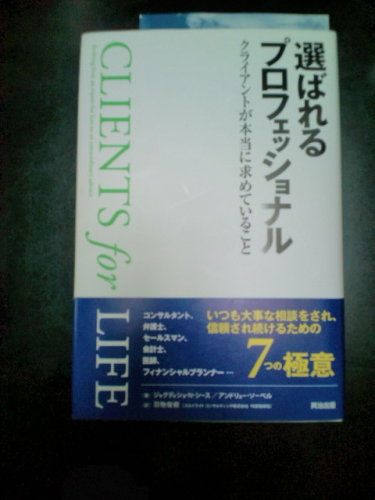 選ばれる
プロフェッショナル
クライアントが本当に求めていること
CLIENTS for LIFE
いつも大事な相談をされ、
信頼され続けるための
7つの極意
コンサルタント、
弁護士、
セールスマン、
会計士、
医師、
フィナンシャルプランナー…
ジャグディシュ・N・シース／アンドリュー・ソーベル
英治出版